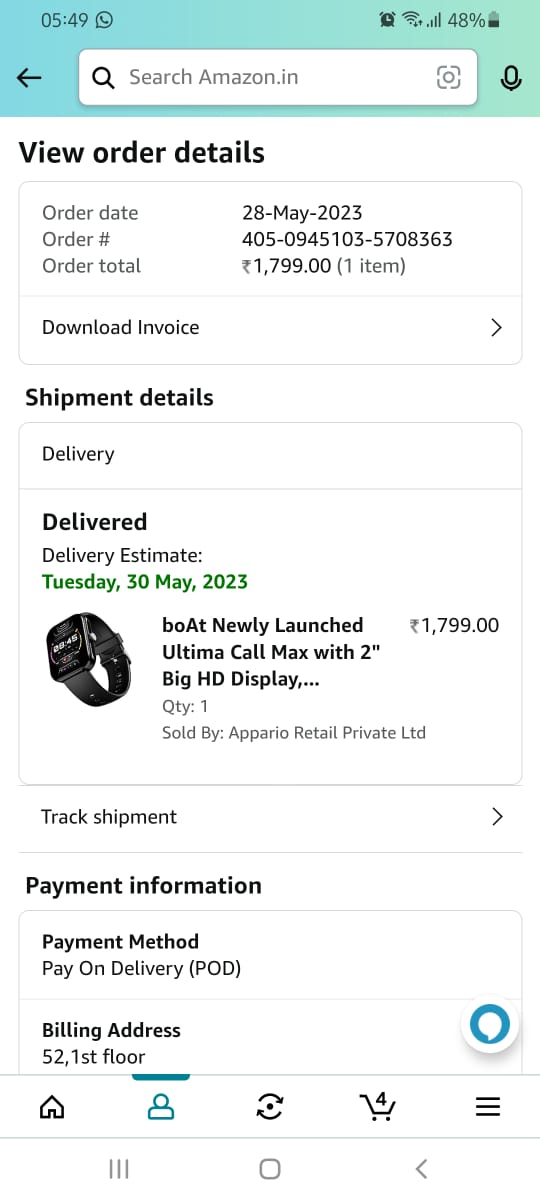 05:49 48%
Search Amazon.in
View order details
Order date 28-May-2023
Order # 405-0945103-5708363
Order total ₹1,799.00 (1 item)
Download Invoice
Shipment details
Delivery
Delivered
Delivery Estimate:
Tuesday, 30 May, 2023
08:45
boAt Newly Launched ₹1,799.00
Ultima Call Max with 2"
Big HD Display,...
Qty: 1
Sold By: Appario Retail Private Ltd
Track shipment
Payment information
Payment Method
Pay On Delivery (POD)
Billing Address
52,1st floor
4